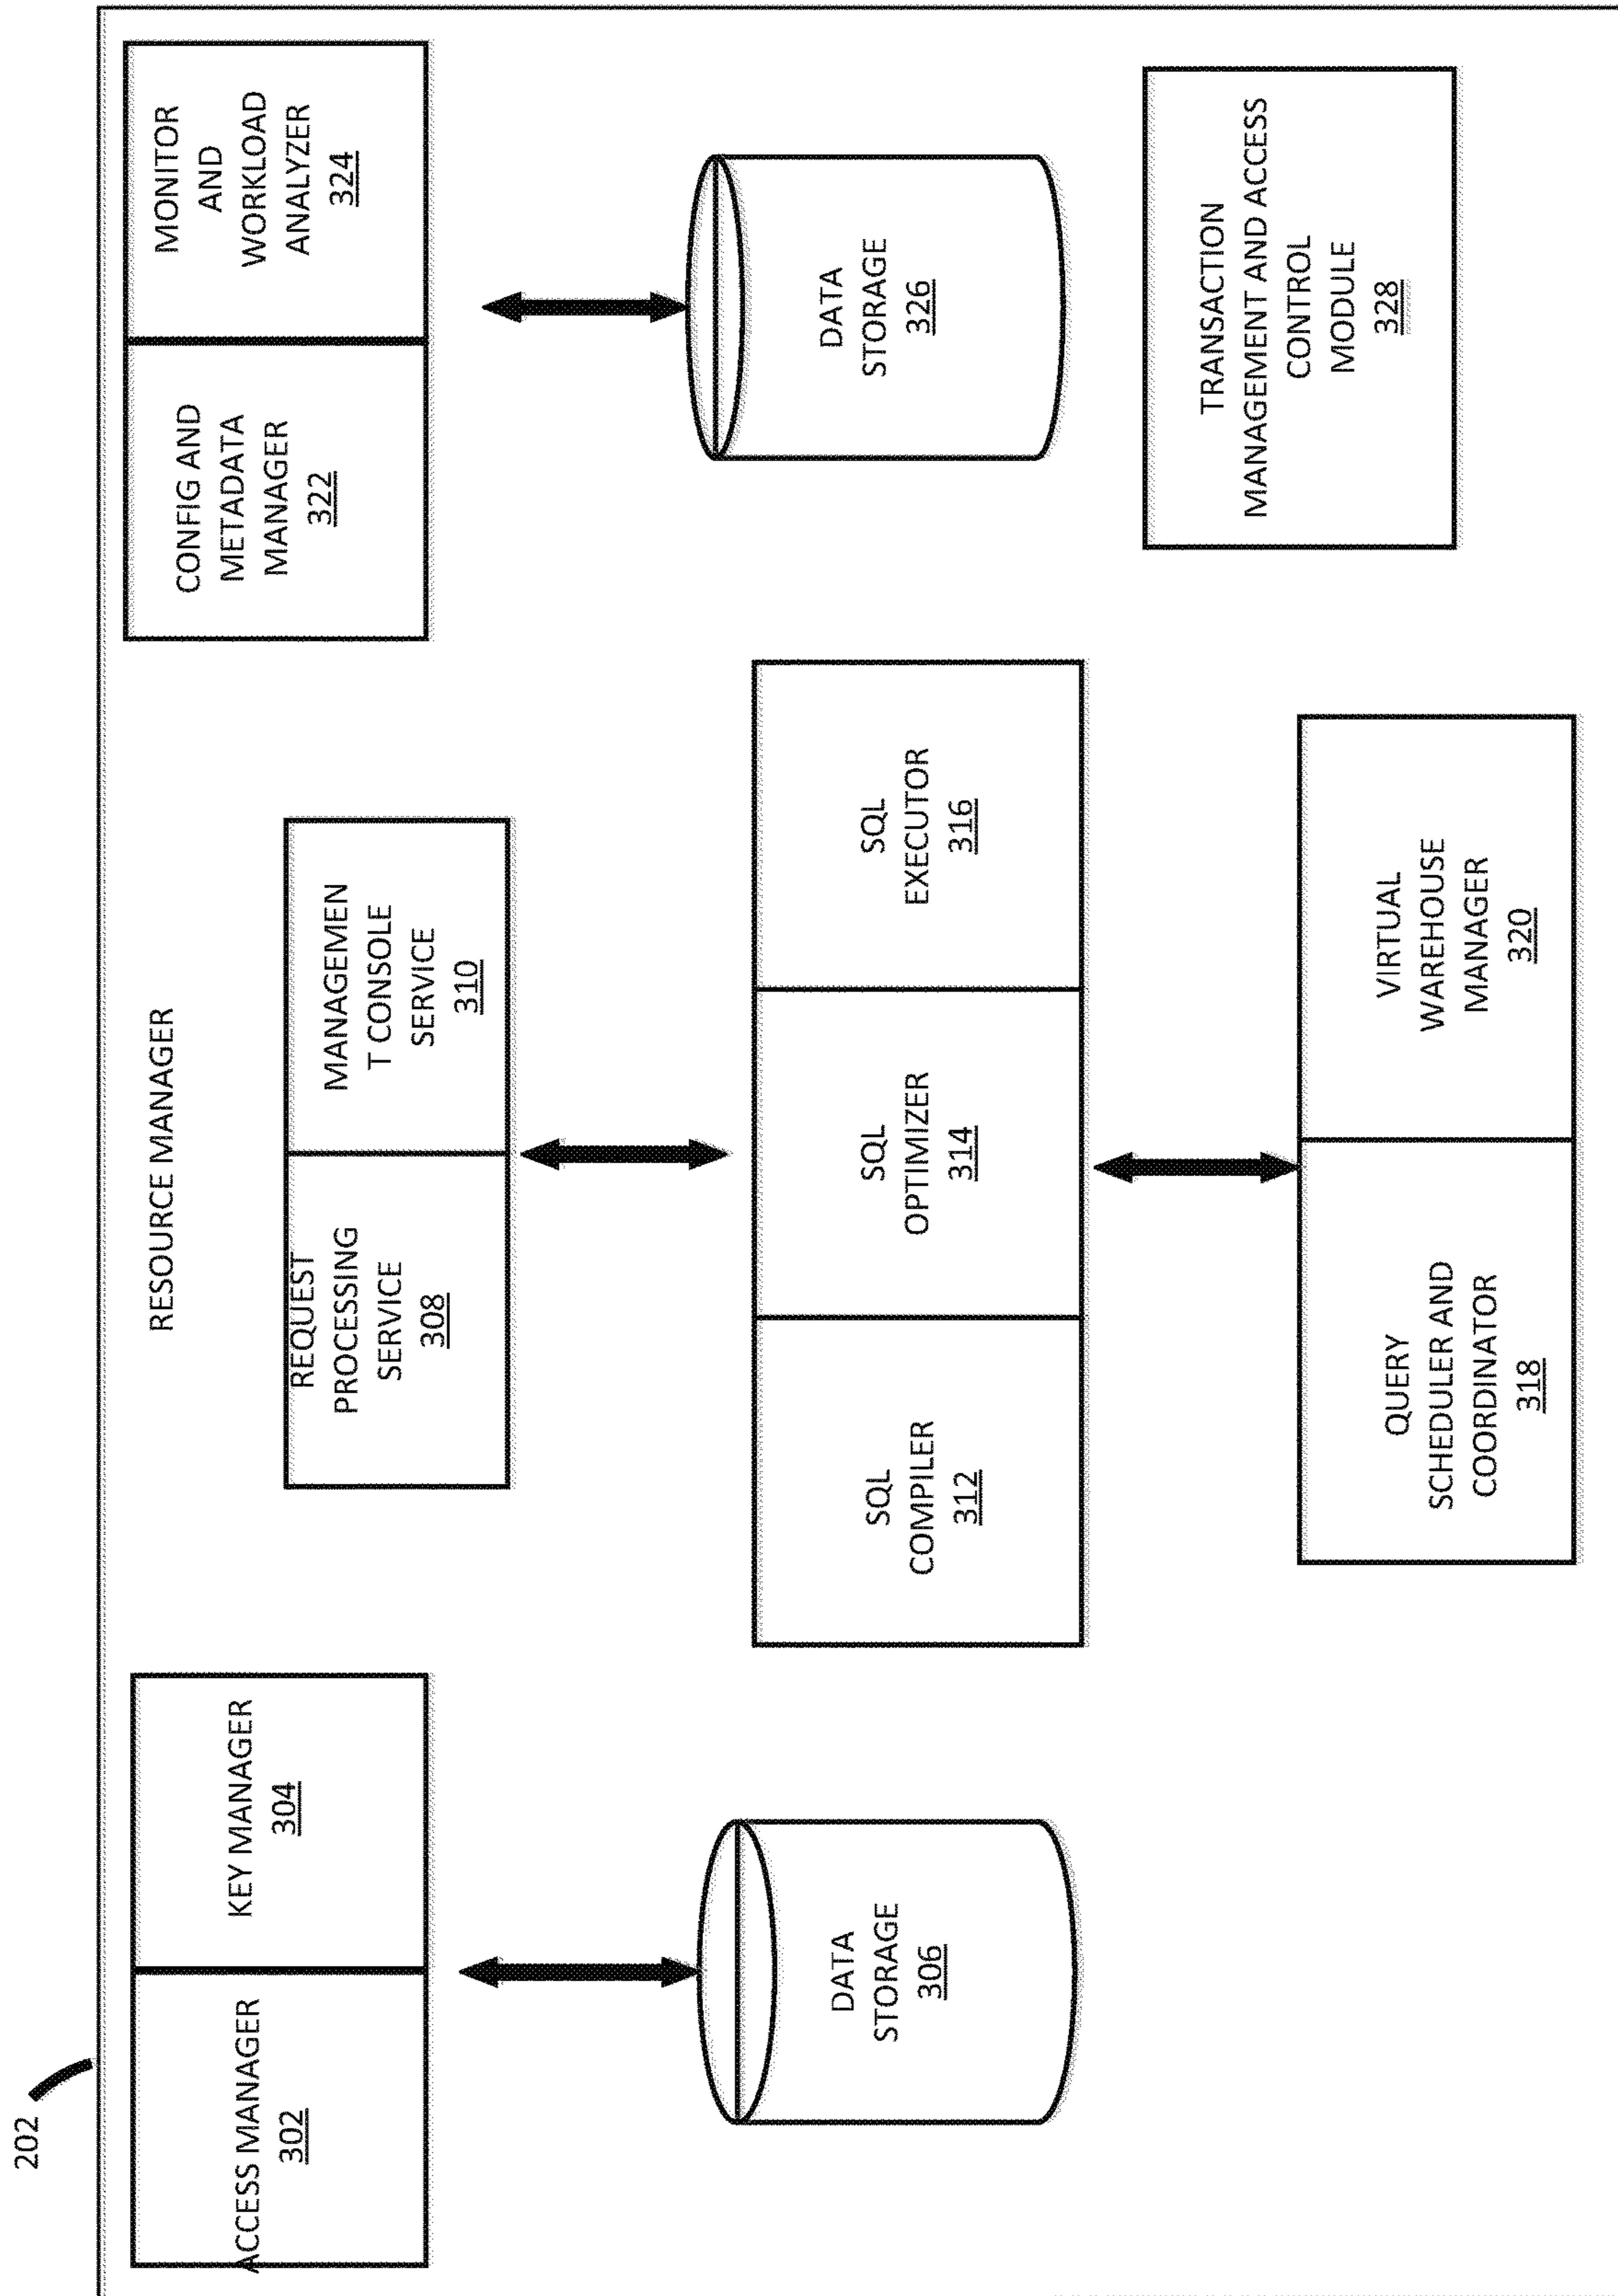 202
RESOURCE MANAGER
ACCESS MANAGER
302
KEY MANAGER
304
DATA
STORAGE
306
REQUEST
PROCESSING
SERVICE
308
MANAGEMEN
T CONSOLE
SERVICE
310
SQL
COMPILER
312
SQL
OPTIMIZER
314
SQL
EXECUTOR
316
QUERY
SCHEDULER AND
COORDINATOR
318
VIRTUAL
WAREHOUSE
MANAGER
320
CONFIG AND
METADATA
MANAGER
322
MONITOR
AND
WORKLOAD
ANALYZER
324
DATA
STORAGE
326
TRANSACTION
MANAGEMENT AND ACCESS
CONTROL
MODULE
328